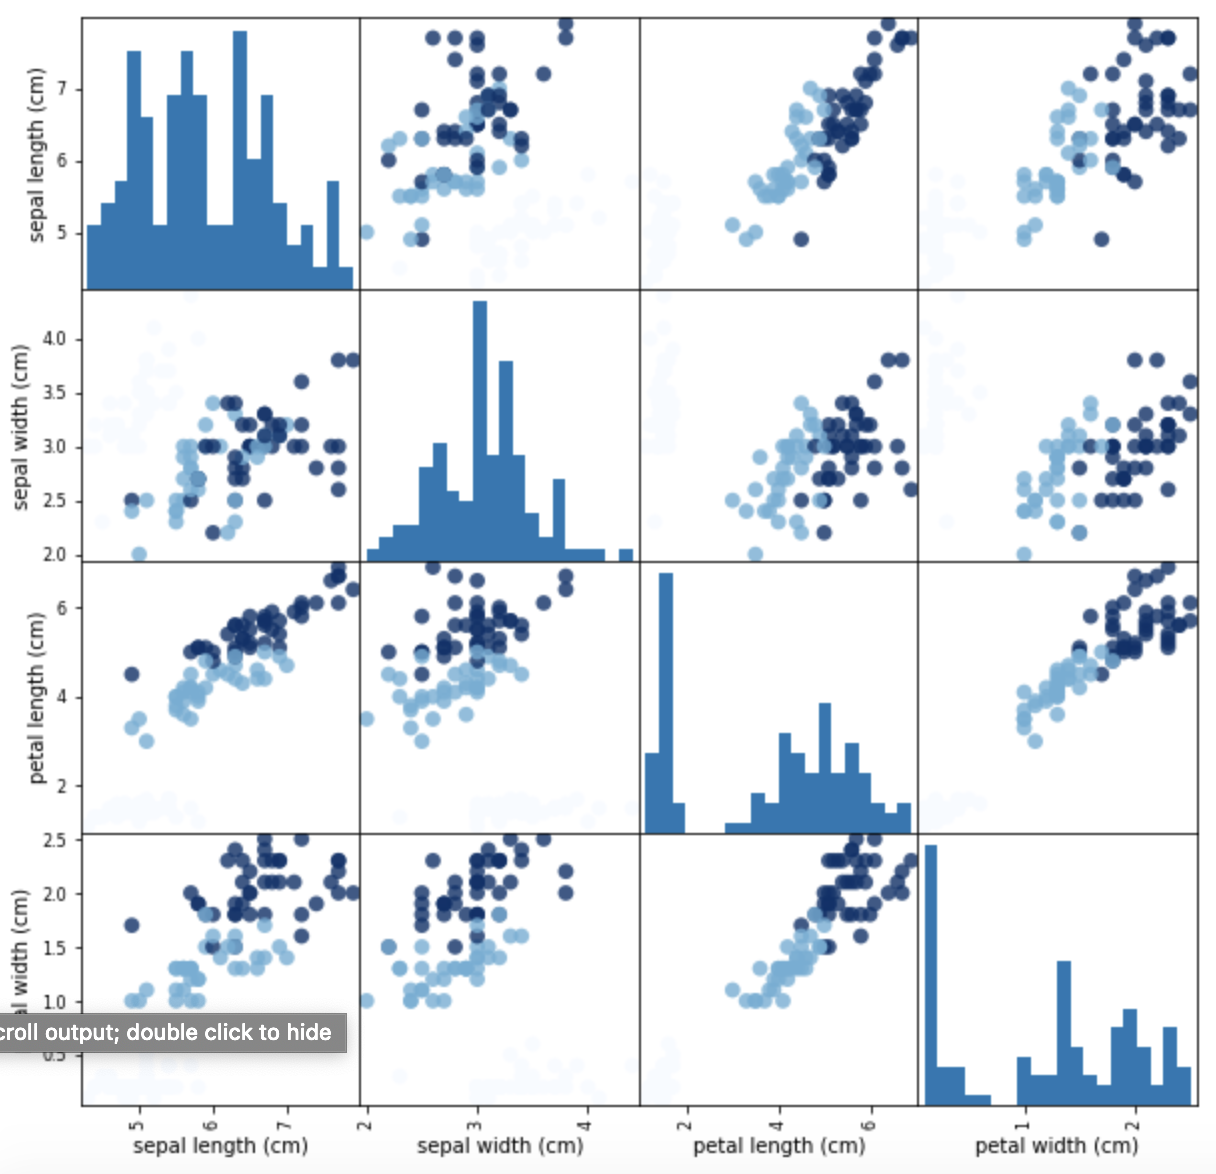 sepal length (cm)
7
6
5
sepal width (cm)
4.0
3.5
3.0
2.5
2.0
petal length (cm)
6
4
2
al width (cm)
2.5
2.0
1.5
1.0
0.5
croll output; double click to hide
5 6 7 2 3 4 2 4 6 1 2
sepal length (cm) sepal width (cm) petal length (cm) petal width (cm)